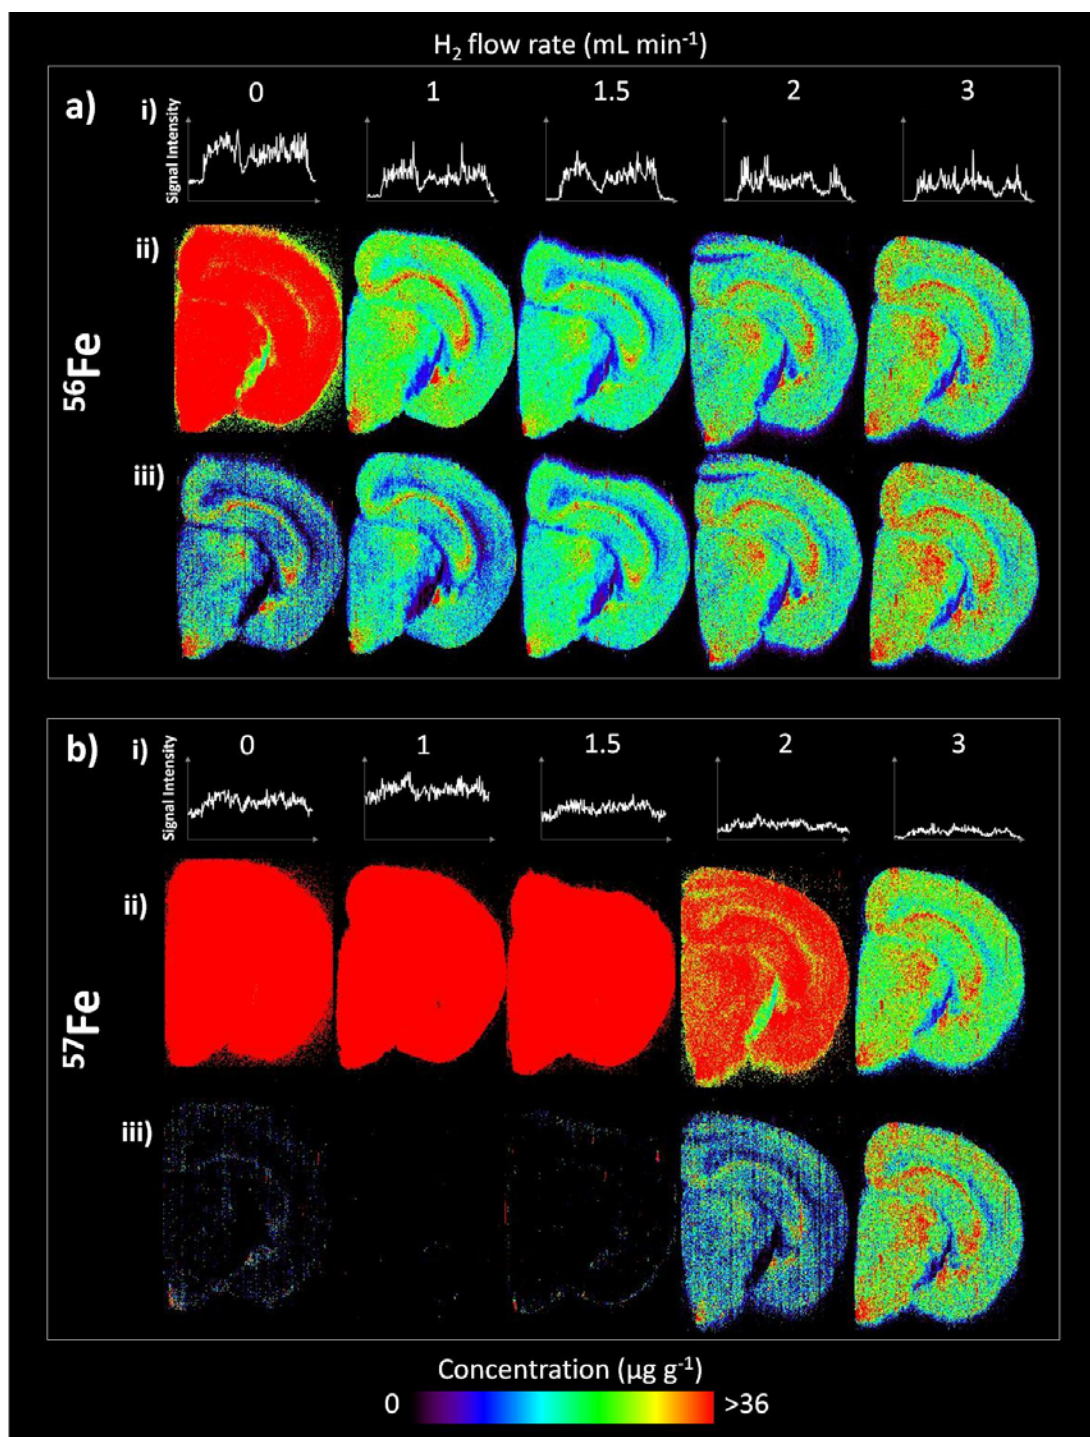 H₂ flow rate (mL min⁻¹)
a)
i)
0
1
1.5
2
3
Signal Intensity
ii)
⁵⁶Fe
iii)
b)
i)
0
1
1.5
2
3
Signal Intensity
ii)
⁵⁷Fe
iii)
Concentration (µg g⁻¹)
0
>36